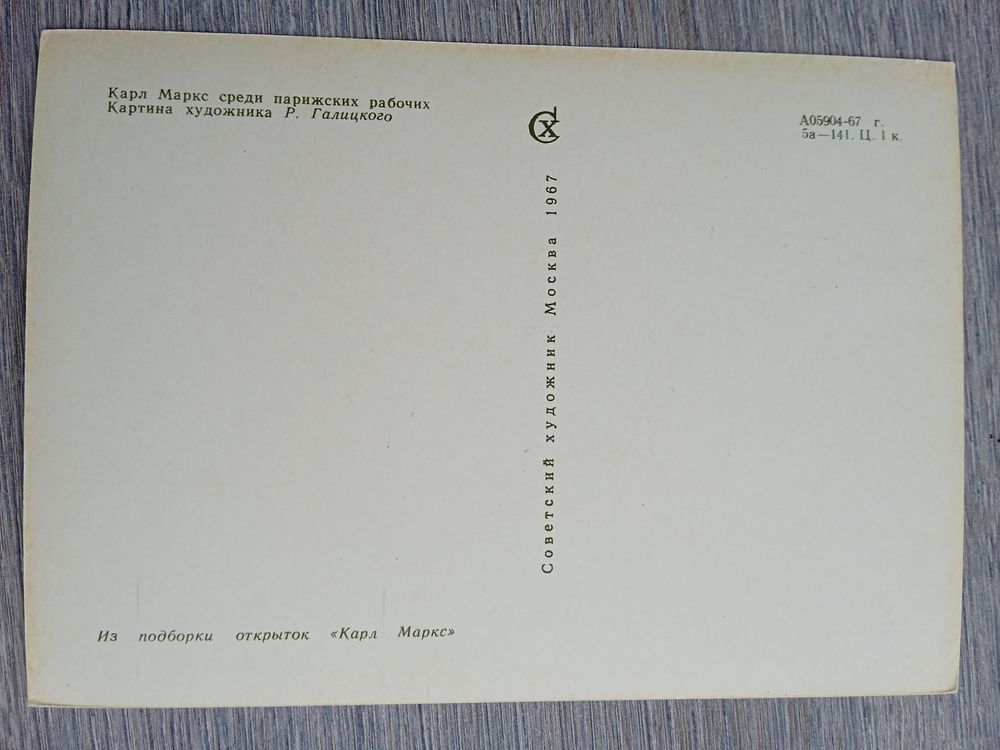 Карл Маркс среди парижских рабочих
Картина художника Р. Галицкого
СХ
А05904-67 г.
5а—141. Ц. 1 к.
Советский художник Москва 1967
Из подборки открыток «Карл Маркс»